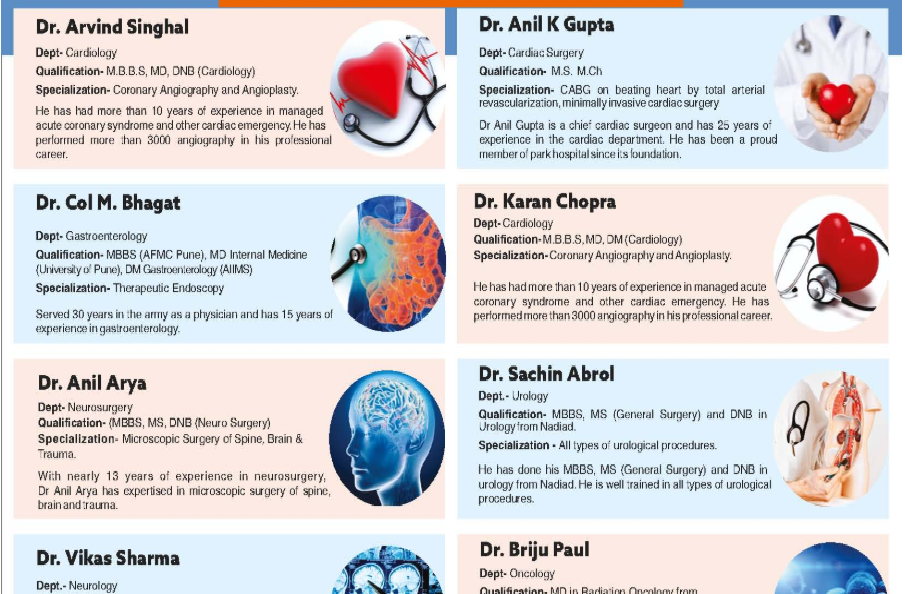 Dr. Arvind Singhal
Dept- Cardiology
Qualification- M.B.B.S, MD, DNB (Cardiology)
Specialization- Coronary Angiography and Angioplasty.
He has had more than 10 years of experience in managed
acute coronary syndrome and other cardiac emergency. He has
performed more than 3000 angiography in his professional
career.
Dr. Anil K Gupta
Dept- Cardiac Surgery
Qualification- M.S. M.Ch
Specialization- CABG on beating heart by total arterial
revascularization, minimally invasive cardiac surgery
Dr Anil Gupta is a chief cardiac surgeon and has 25 years of
experience in the cardiac department. He has been a proud
member of park hospital since its foundation.
Dr. Col M. Bhagat
Dept- Gastroenterology
Qualification- MBBS (AFMC Pune), MD Internal Medicine
(University of Pune), DM Gastroenterology (AIIMS)
Specialization- Therapeutic Endoscopy
Served 30 years in the army as a physician and has 15 years of
experience in gastroenterology.
Dr. Karan Chopra
Dept- Cardiology
Qualification- M.B.B.S, MD, DM (Cardiology)
Specialization- Coronary Angiography and Angioplasty.
He has had more than 10 years of experience in managed acute
coronary syndrome and other cardiac emergency. He has
performed more than 3000 angiography in his professional career.
Dr. Anil Arya
Dept- Neurosurgery
Qualification- (MBBS, MS, DNB (Neuro Surgery)
Specialization- Microscopic Surgery of Spine, Brain &
Trauma.
With nearly 13 years of experience in neurosurgery,
Dr Anil Arya has expertised in microscopic surgery of spine,
brain and trauma.
Dr. Sachin Abrol
Dept.- Urology
Qualification- MBBS, MS (General Surgery) and DNB in
Urology from Nadiad.
Specialization - All types of urological procedures.
He has done his MBBS, MS (General Surgery) and DNB in
urology from Nadiad. He is well trained in all types of urological
procedures.
Dr. Vikas Sharma
Dept.- Neurology
Dr. Briju Paul
Dept- Oncology
Qualification- MD in Radiation Oncology from